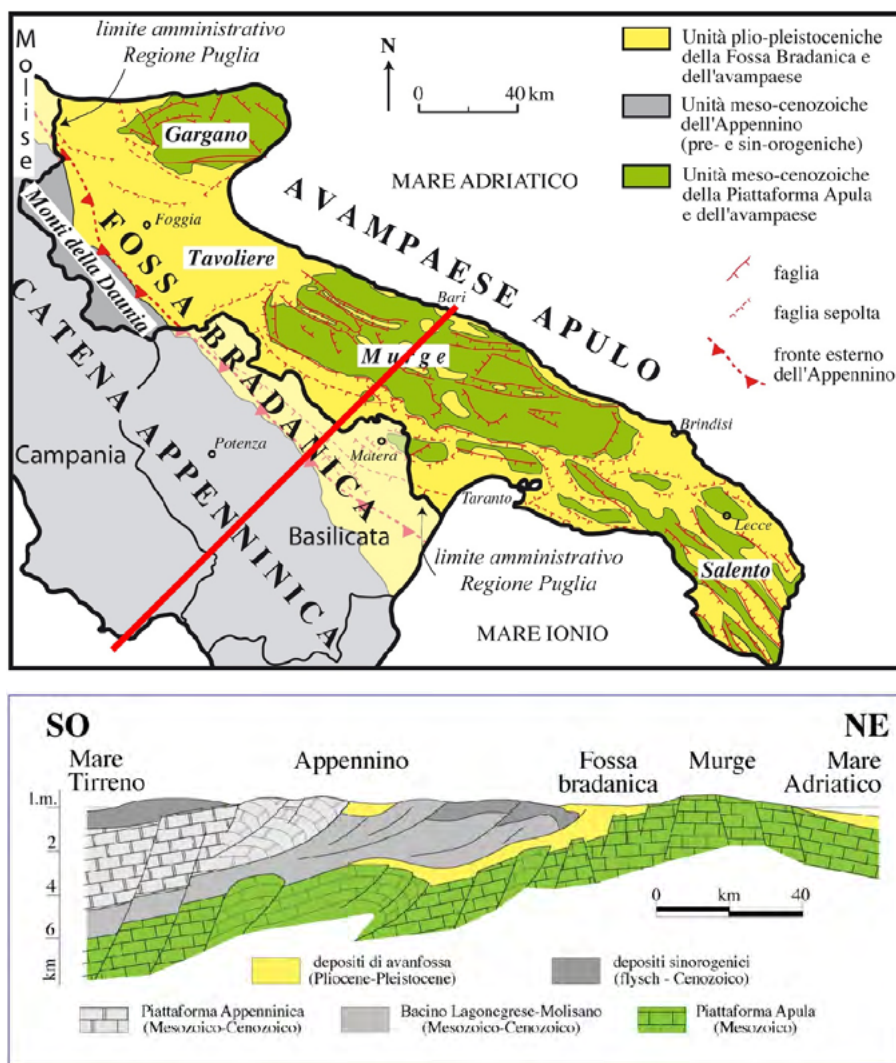 Molise
limite amministrativo
Regione Puglia
N
0
40 km
Unità plio-pleistoceniche
della Fossa Bradanica e
dell'avampaese
Unità meso-cenozoiche
dell'Appennino
(pre- e sin-orogeniche)
Unità meso-cenozoiche
della Piattaforma Apula
e dell'avampaese
faglia
faglia sepolta
fronte esterno
dell'Appennino
Gargano
MARE ADRIATICO
AVAMPAESE APULO
Foggia
Tavoliere
Monti della Daunia
FOSSA BRADANICA
CATENA APPENNINICA
Bari
Murge
Brindisi
Campania
Potenza
Matera
Taranto
Lecce
Basilicata
limite amministrativo
Regione Puglia
Salento
MARE IONIO
SO
NE
Mare
Tirreno
Appennino
Fossa
bradanica
Murge
Mare
Adriatico
l.m.
2
4
6
km
0 km 40
depositi di avanfossa
(Pliocene-Pleistocene)
depositi sinorogenici
(flysch - Cenozoico)
Piattaforma Appenninica
(Mesozoico-Cenozoico)
Bacino Lagonegrese-Molisano
(Mesozoico-Cenozoico)
Piattaforma Apula
(Mesozoico)